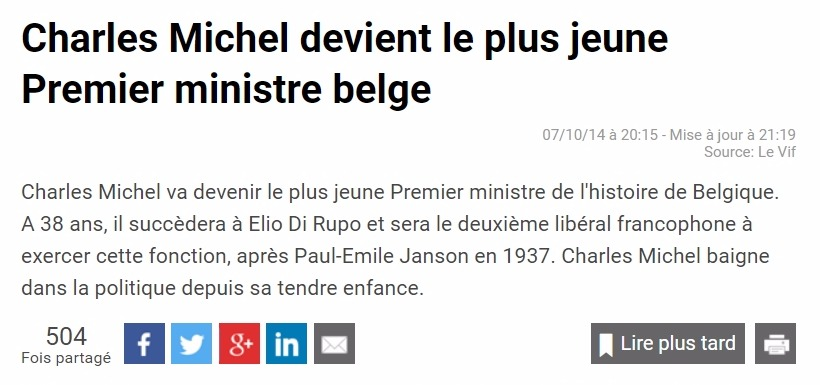 Charles Michel devient le plus jeune
Premier ministre belge
07/10/14 à 20:15 - Mise à jour à 21:19
Source: Le Vif
Charles Michel va devenir le plus jeune Premier ministre de l'histoire de Belgique.
A 38 ans, il succèdera à Elio Di Rupo et sera le deuxième libéral francophone à
exercer cette fonction, après Paul-Emile Janson en 1937. Charles Michel baigne
dans la politique depuis sa tendre enfance.
504
Fois partagé
f
g+
in
Lire plus tard